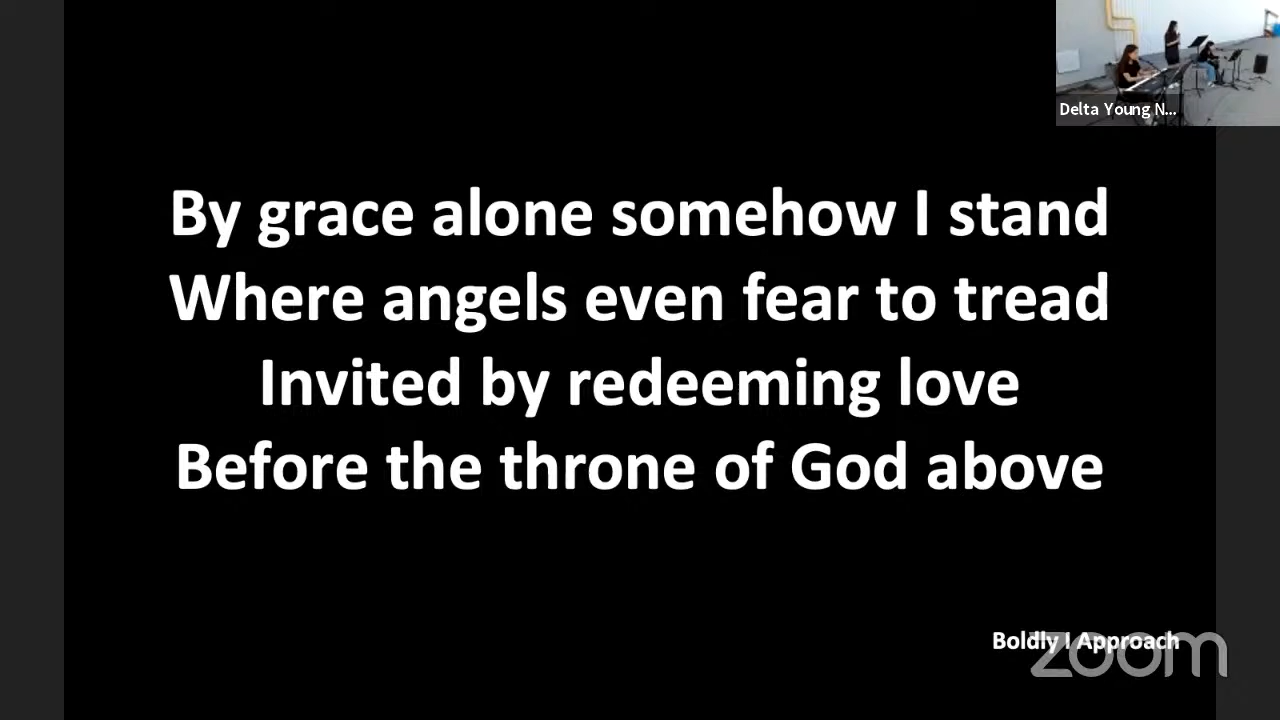 Delta Young N...
By grace alone somehow I stand
Where angels even fear to tread
Invited by redeeming love
Before the throne of God above
Boldly I Approach
zoom